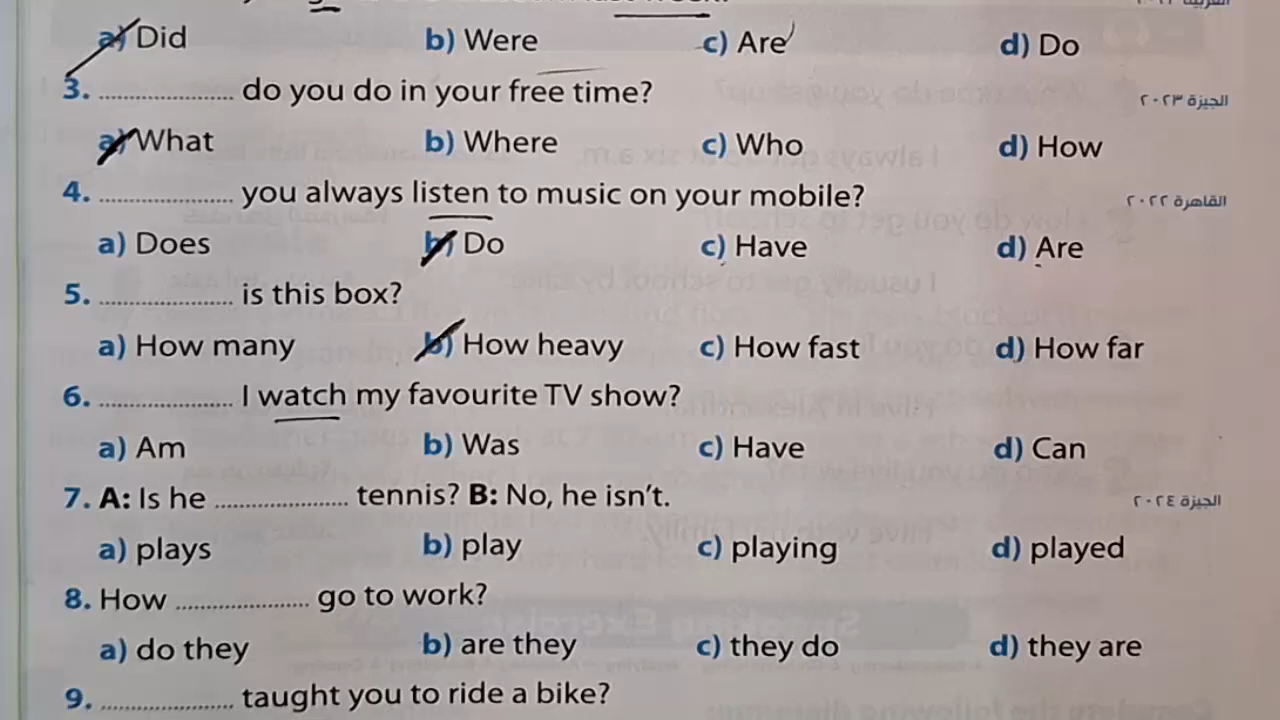 a) Did b) Were c) Are d) Do
3. .................... do you do in your free time? الجيزة ٢٠٢٣
a) What b) Where c) Who d) How
4. .................... you always listen to music on your mobile? القاهرة ٢٠٢٢
a) Does b) Do c) Have d) Are
5. .................... is this box?
a) How many b) How heavy c) How fast d) How far
6. .................... I watch my favourite TV show?
a) Am b) Was c) Have d) Can
7. A: Is he .................... tennis? B: No, he isn't. الجيزة ٢٠٢٤
a) plays b) play c) playing d) played
8. How .................... go to work?
a) do they b) are they c) they do d) they are
9. .................... taught you to ride a bike?